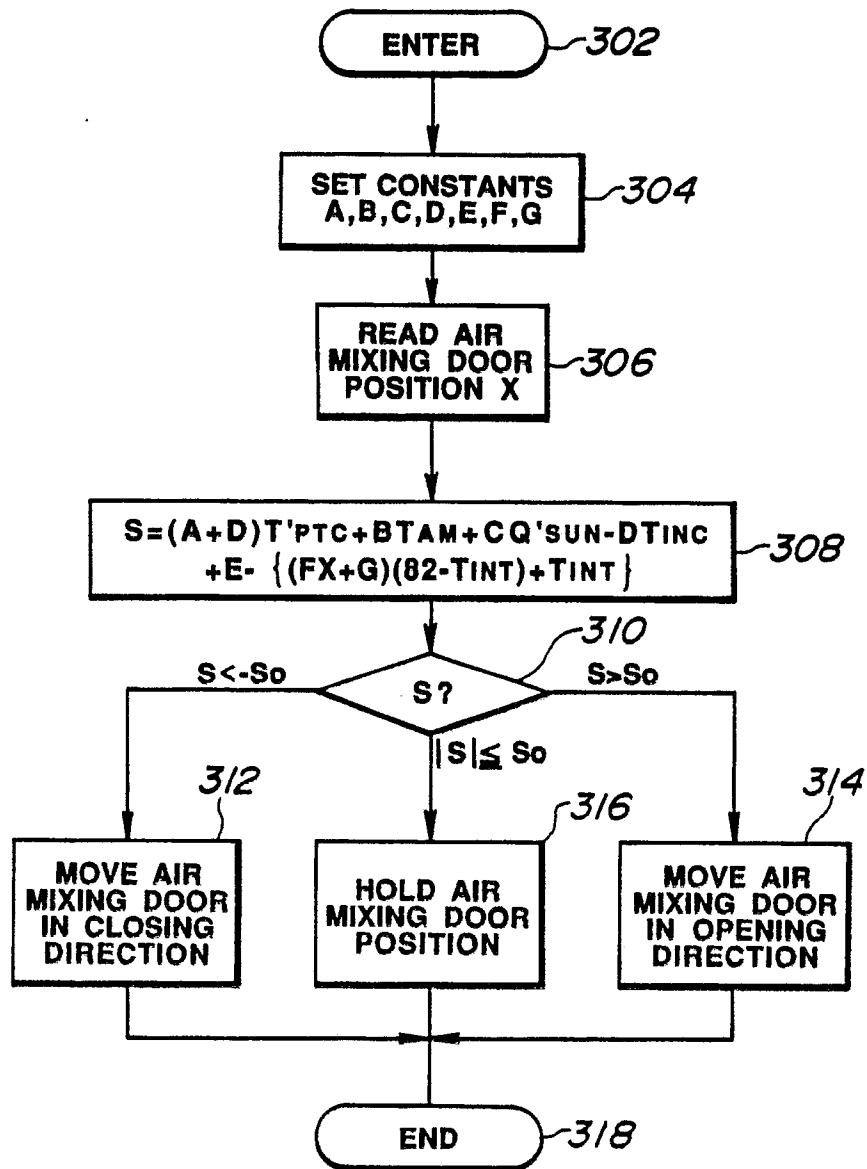 ENTER
302
SET CONSTANTS
A,B,C,D,E,F,G
304
READ AIR
MIXING DOOR
POSITION X
306
S=(A+D)T'PTC+BTAM+CQ'SUN-DTINC
+E- {(FX+G)(82-TINT)+TINT}
308
310
S<-So
S?
S>So
|S|≦ So
312
316
314
MOVE AIR
MIXING DOOR
IN CLOSING
DIRECTION
HOLD AIR
MIXING DOOR
POSITION
MOVE AIR
MIXING DOOR
IN OPENING
DIRECTION
END
318